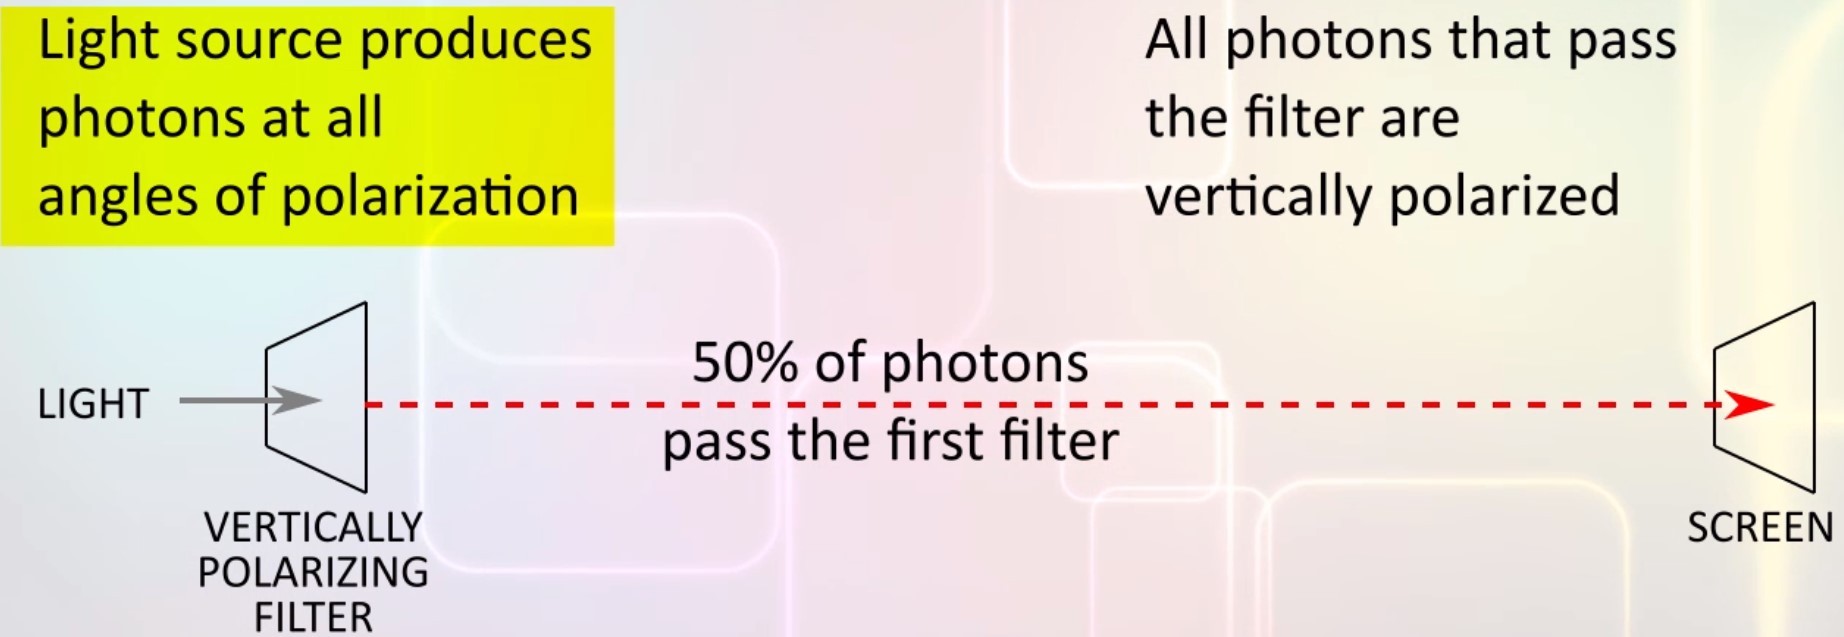 Light source produces
photons at all
angles of polarization
All photons that pass
the filter are
vertically polarized
50% of photons
pass the first filter
LIGHT
VERTICALLY
POLARIZING
FILTER
SCREEN